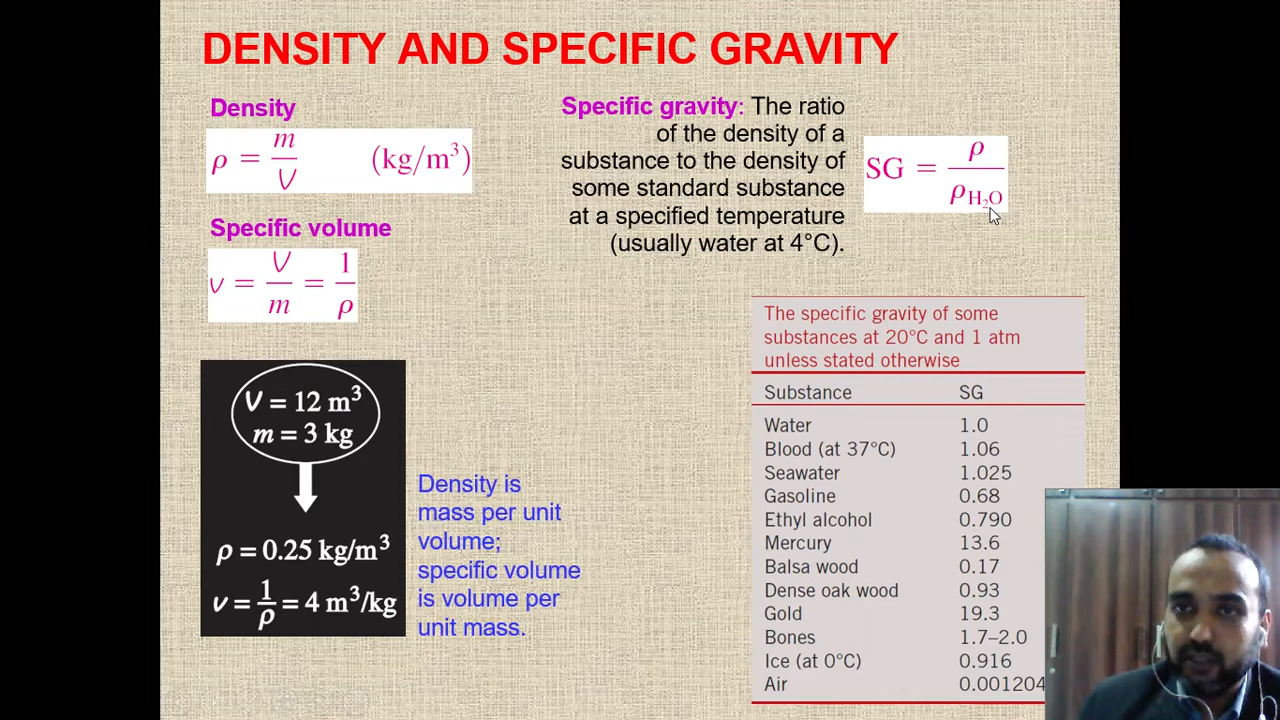 DENSITY AND SPECIFIC GRAVITY
Density
ρ = m/V (kg/m³)
Specific volume
v = V/m = 1/ρ
V = 12 m³
m = 3 kg
ρ = 0.25 kg/m³
v = 1/ρ = 4 m³/kg
Density is
mass per unit
volume;
specific volume
is volume per
unit mass.
Specific gravity: The ratio
of the density of a
substance to the density of
some standard substance
at a specified temperature
(usually water at 4°C).
SG = ρ/ρH₂O
The specific gravity of some
substances at 20°C and 1 atm
unless stated otherwise
Substance SG
Water 1.0
Blood (at 37°C) 1.06
Seawater 1.025
Gasoline 0.68
Ethyl alcohol 0.790
Mercury 13.6
Balsa wood 0.17
Dense oak wood 0.93
Gold 19.3
Bones 1.7–2.0
Ice (at 0°C) 0.916
Air 0.001204